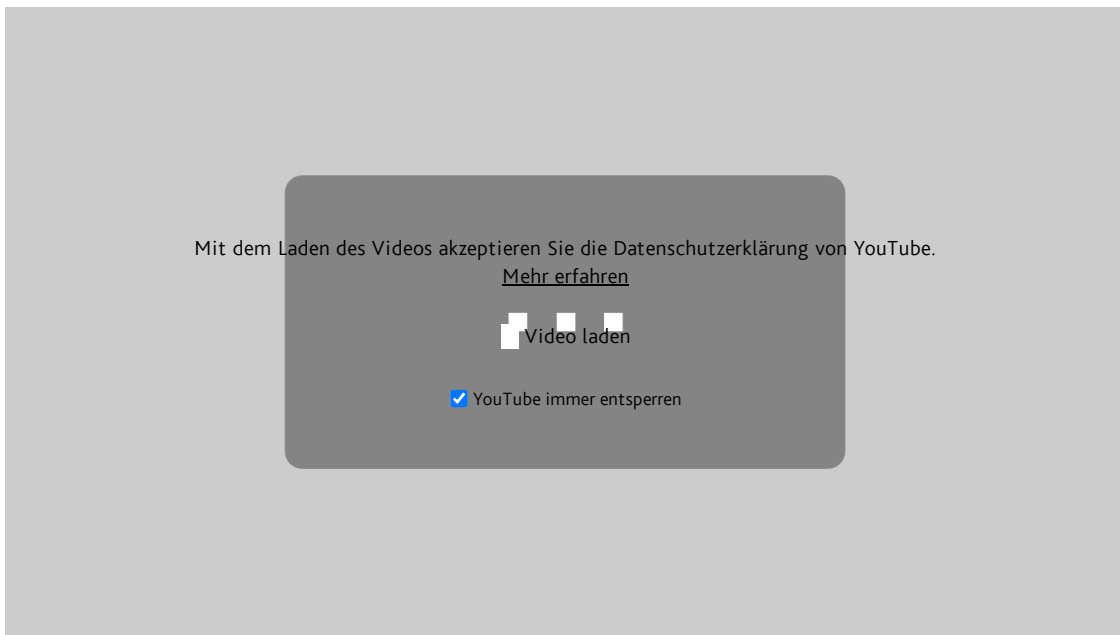 Mit dem Laden des Videos akzeptieren Sie die Datenschutzerklärung von YouTube.
Mehr erfahren
Video laden
YouTube immer entsperren